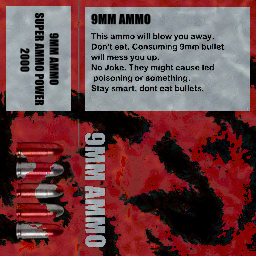 9MM AMMO
SUPER AMMO POWER
2000
9MM AMMO
This ammo will blow you away.
Don't eat. Consuming 9mm bullet
will mess you up.
No Joke. They might cause led
poisoning or something.
Stay smart. dont eat bullets.
9MM AMMO